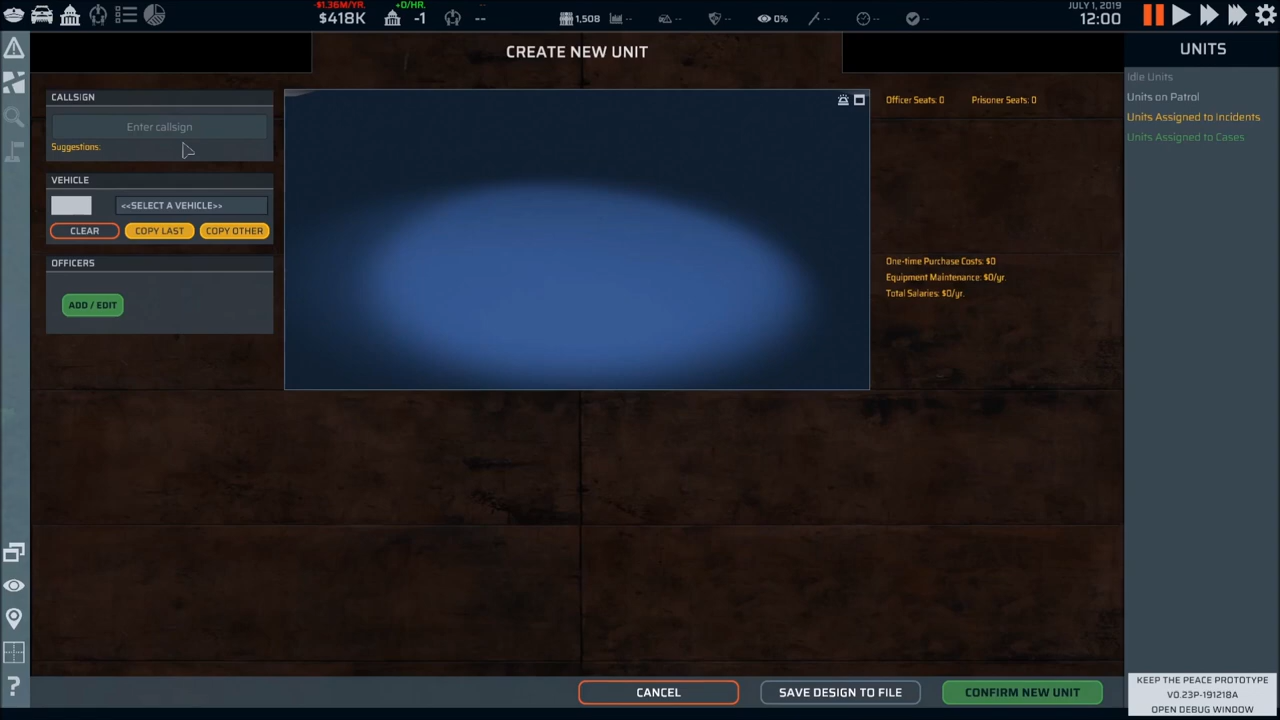 -$1.36M/YR.
$418K
+0/HR.
-1
--
--
1,508
--
--
--
0%
--
--
--
JULY 1, 2019
12:00
CREATE NEW UNIT
UNITS
Idle Units
Units on Patrol
Units Assigned to Incidents
Units Assigned to Cases
CALLSIGN
Enter callsign
Suggestions:
VEHICLE
<<SELECT A VEHICLE>>
CLEAR
COPY LAST
COPY OTHER
OFFICERS
ADD / EDIT
Officer Seats: 0
Prisoner Seats: 0
One-time Purchase Costs: $0
Equipment Maintenance: $0/yr.
Total Salaries: $0/yr.
CANCEL
SAVE DESIGN TO FILE
CONFIRM NEW UNIT
KEEP THE PEACE PROTOTYPE
V0.23P-191218A
OPEN DEBUG WINDOW
?